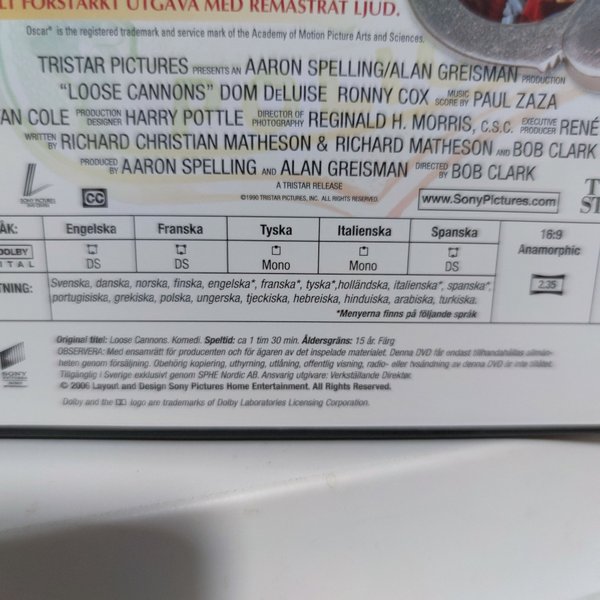 LT FÖRSTÄRKT UTGÅVA MED REMASTRAT LJUD.
Oscar® is the registered trademark and service mark of the Academy of Motion Picture Arts and Sciences.
TRISTAR PICTURES PRESENTS AN AARON SPELLING/ALAN GREISMAN PRODUCTION
"LOOSE CANNONS" DOM DeLUISE RONNY COX MUSIC SCORE BY PAUL ZAZA
AN COLE PRODUCTION DESIGNER HARRY POTTLE DIRECTOR OF PHOTOGRAPHY REGINALD H. MORRIS, C.S.C. EXECUTIVE PRODUCER RENÉ
WRITTEN BY RICHARD CHRISTIAN MATHESON & RICHARD MATHESON AND BOB CLARK
PRODUCED BY AARON SPELLING AND ALAN GREISMAN DIRECTED BY BOB CLARK
A TRISTAR RELEASE
©1990 TRISTAR PICTURES, INC. ALL RIGHTS RESERVED.
CC
www.SonyPictures.com
T
ST
ÅK: Engelska Franska Tyska Italienska Spanska 16:9
Anamorphic
DOLBY
DIGITAL DS DS Mono Mono DS 2.35
TNING: Svenska, danska, norska, finska, engelska*, franska*, tyska*,holländska, italienska*, spanska*,
portugisiska, grekiska, polska, ungerska, tjeckiska, hebreiska, hinduiska, arabiska, turkiska.
*Menyerna finns på följande språk
Original titel: Loose Cannons. Komedi. Speltid: ca 1 tim 30 min. Åldersgräns: 15 år. Färg
OBSERVERA: Med ensamrätt för producenten och för ägaren av det inspelade materialet. Denna DVD får endast tillhandahållas allmän-
heten genom försäljning. Obehörig kopiering, uthyrning, utlåning, offentlig visning, radio- eller tvsändning av denna DVD är inte tillåtet.
Tillgänglig i Sverige exklusivt genom SPHE Nordic AB. Ansvarig utgivare: Verkställande Direktør.
© 2006 Layout and Design Sony Pictures Home Entertainment. All Rights Reserved.
SONY
Dolby and the DD logo are trademarks of Dolby Laboratories Licensing Corporation.